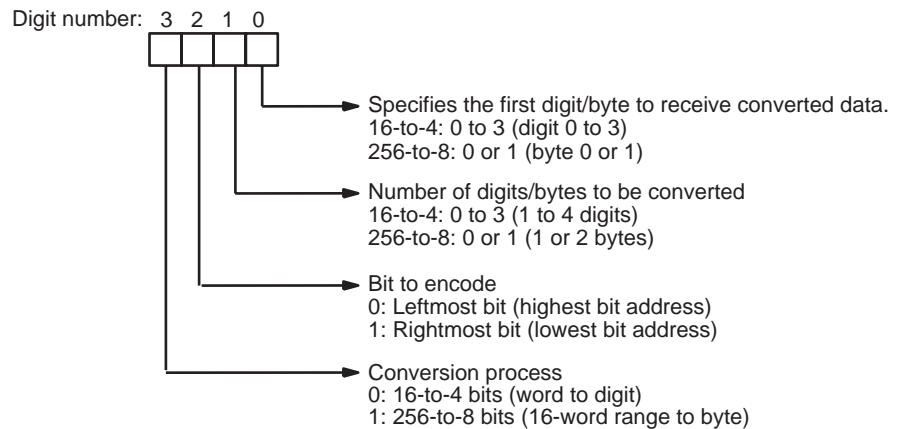 Digit number: 3 2 1 0
Specifies the first digit/byte to receive converted data.
16-to-4: 0 to 3 (digit 0 to 3)
256-to-8: 0 or 1 (byte 0 or 1)
Number of digits/bytes to be converted
16-to-4: 0 to 3 (1 to 4 digits)
256-to-8: 0 or 1 (1 or 2 bytes)
Bit to encode
0: Leftmost bit (highest bit address)
1: Rightmost bit (lowest bit address)
Conversion process
0: 16-to-4 bits (word to digit)
1: 256-to-8 bits (16-word range to byte)